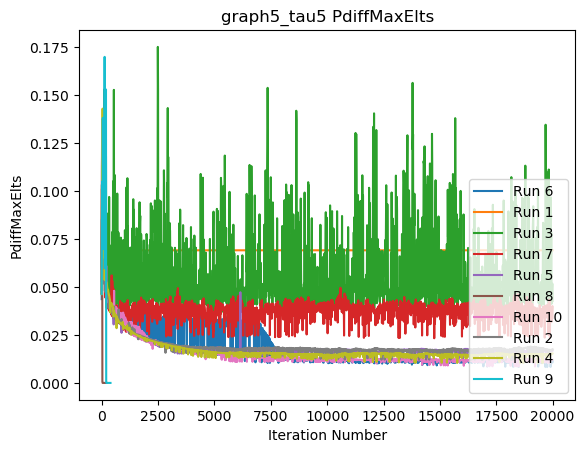 graph5_tau5 PdiffMaxElts
PdiffMaxElts
0.175
0.150
0.125
0.100
0.075
0.050
0.025
0.000
Run 6
Run 1
Run 3
Run 7
Run 5
Run 8
Run 10
Run 2
Run 4
Run 9
0
2500
5000
7500
10000
12500
15000
17500
20000
Iteration Number